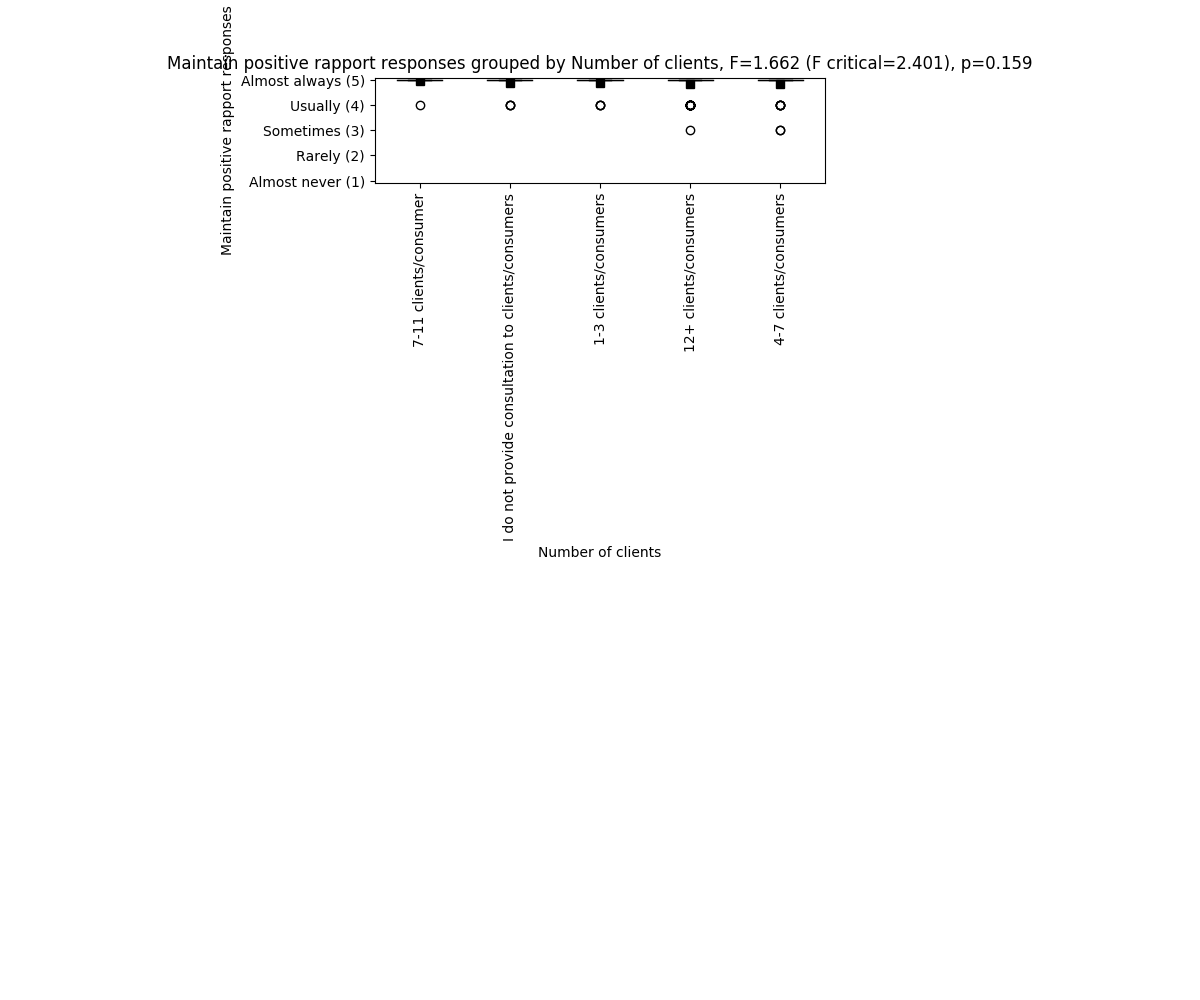 Maintain positive rapport responses grouped by Number of clients, F=1.662 (F critical=2.401), p=0.159
Maintain positive rapport responses
Almost always (5)
Usually (4)
Sometimes (3)
Rarely (2)
Almost never (1)
7-11 clients/consumer
I do not provide consultation to clients/consumers
1-3 clients/consumers
12+ clients/consumers
4-7 clients/consumers
Number of clients